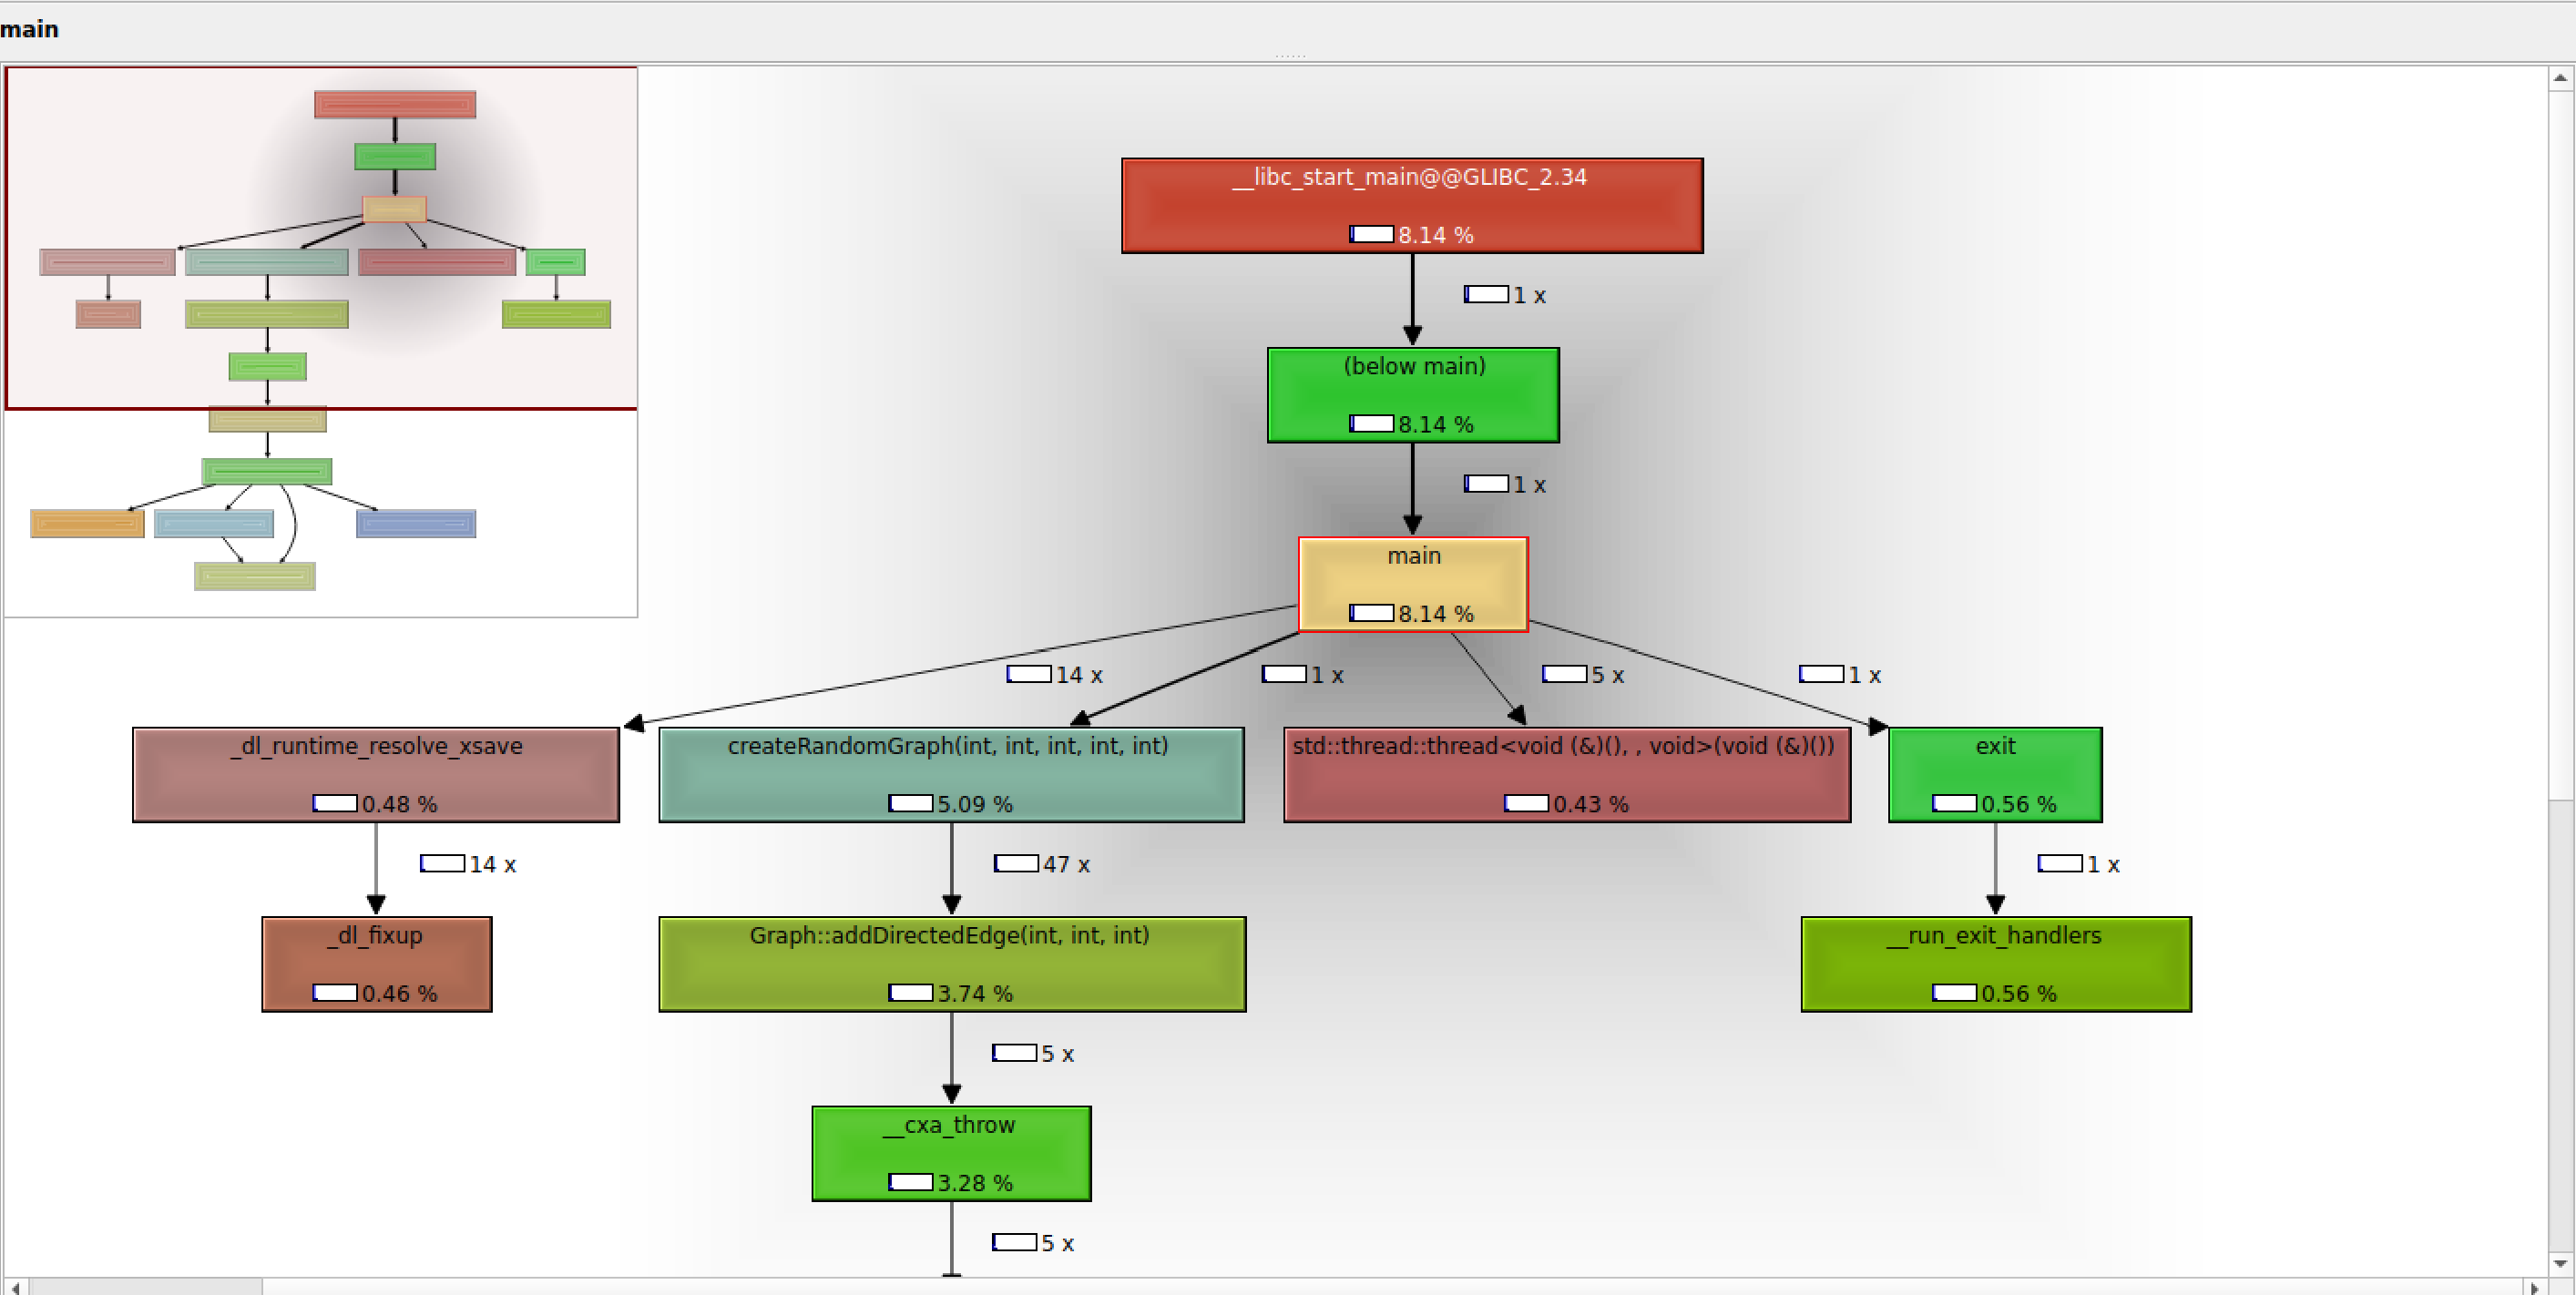 main
__libc_start_main@@GLIBC_2.34
8.14 %
1 x
(below main)
8.14 %
1 x
main
8.14 %
14 x
1 x
5 x
1 x
_dl_runtime_resolve_xsave
0.48 %
createRandomGraph(int, int, int, int, int)
5.09 %
std::thread::thread<void (&)(), , void>(void (&)())
0.43 %
exit
0.56 %
14 x
47 x
1 x
_dl_fixup
0.46 %
Graph::addDirectedEdge(int, int, int)
3.74 %
__run_exit_handlers
0.56 %
5 x
__cxa_throw
3.28 %
5 x